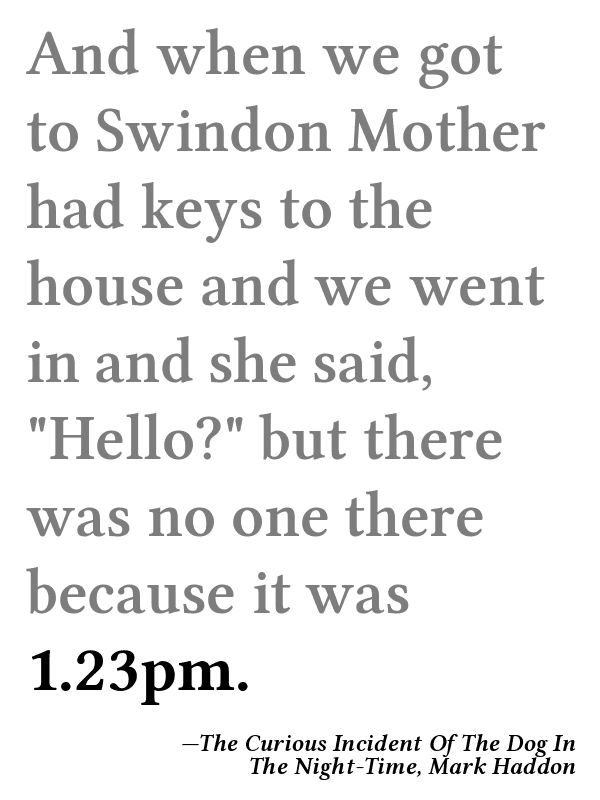 And when we got
to Swindon Mother
had keys to the
house and we went
in and she said,
"Hello?" but there
was no one there
because it was
1.23pm.
—The Curious Incident Of The Dog In
The Night-Time, Mark Haddon